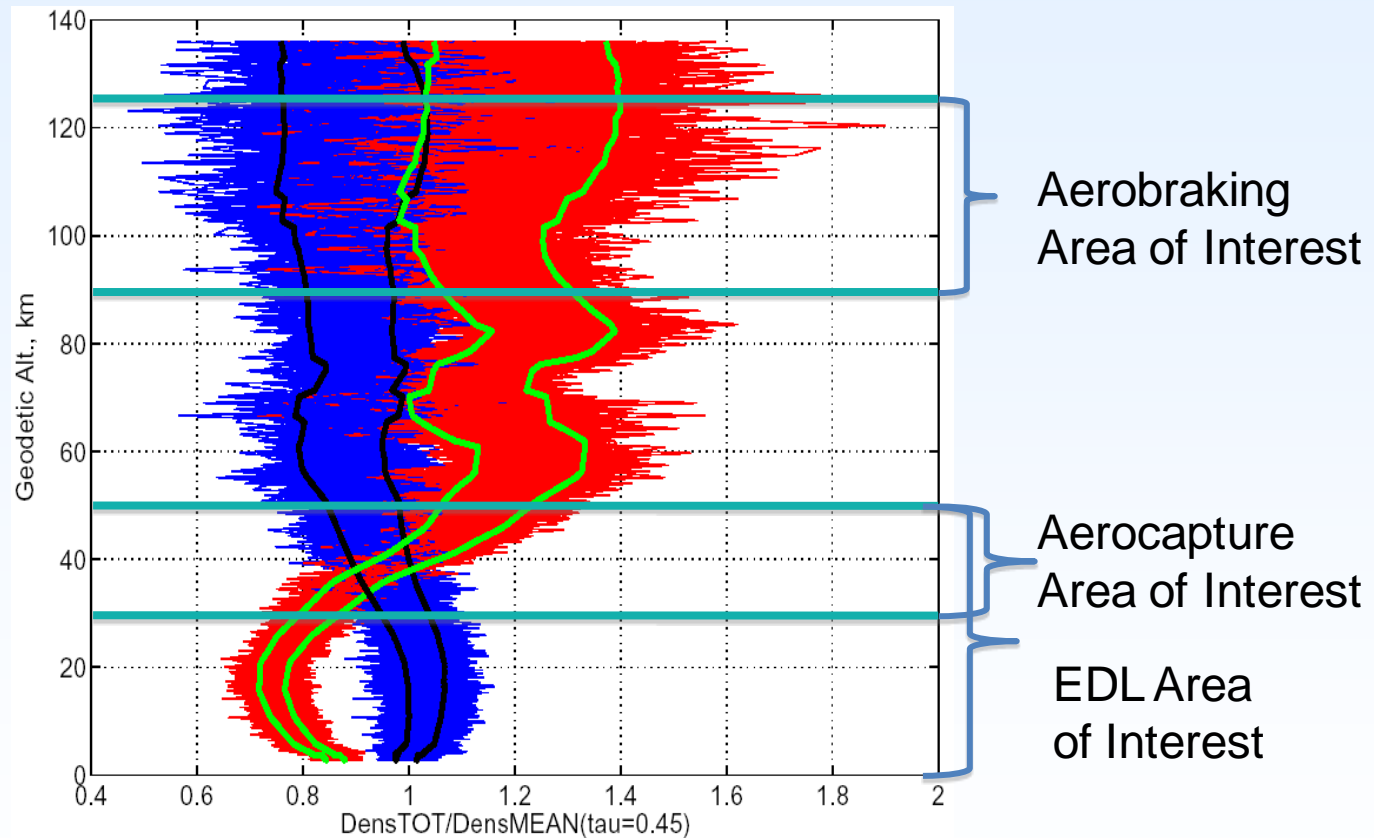 140
120
100
80
60
40
20
0
Geodetic Alt., km
0.4 0.6 0.8 1 1.2 1.4 1.6 1.8 2
DensTOT/DensMEAN(tau=0.45)
Aerobraking
Area of Interest
Aerocapture
Area of Interest
EDL Area
of Interest